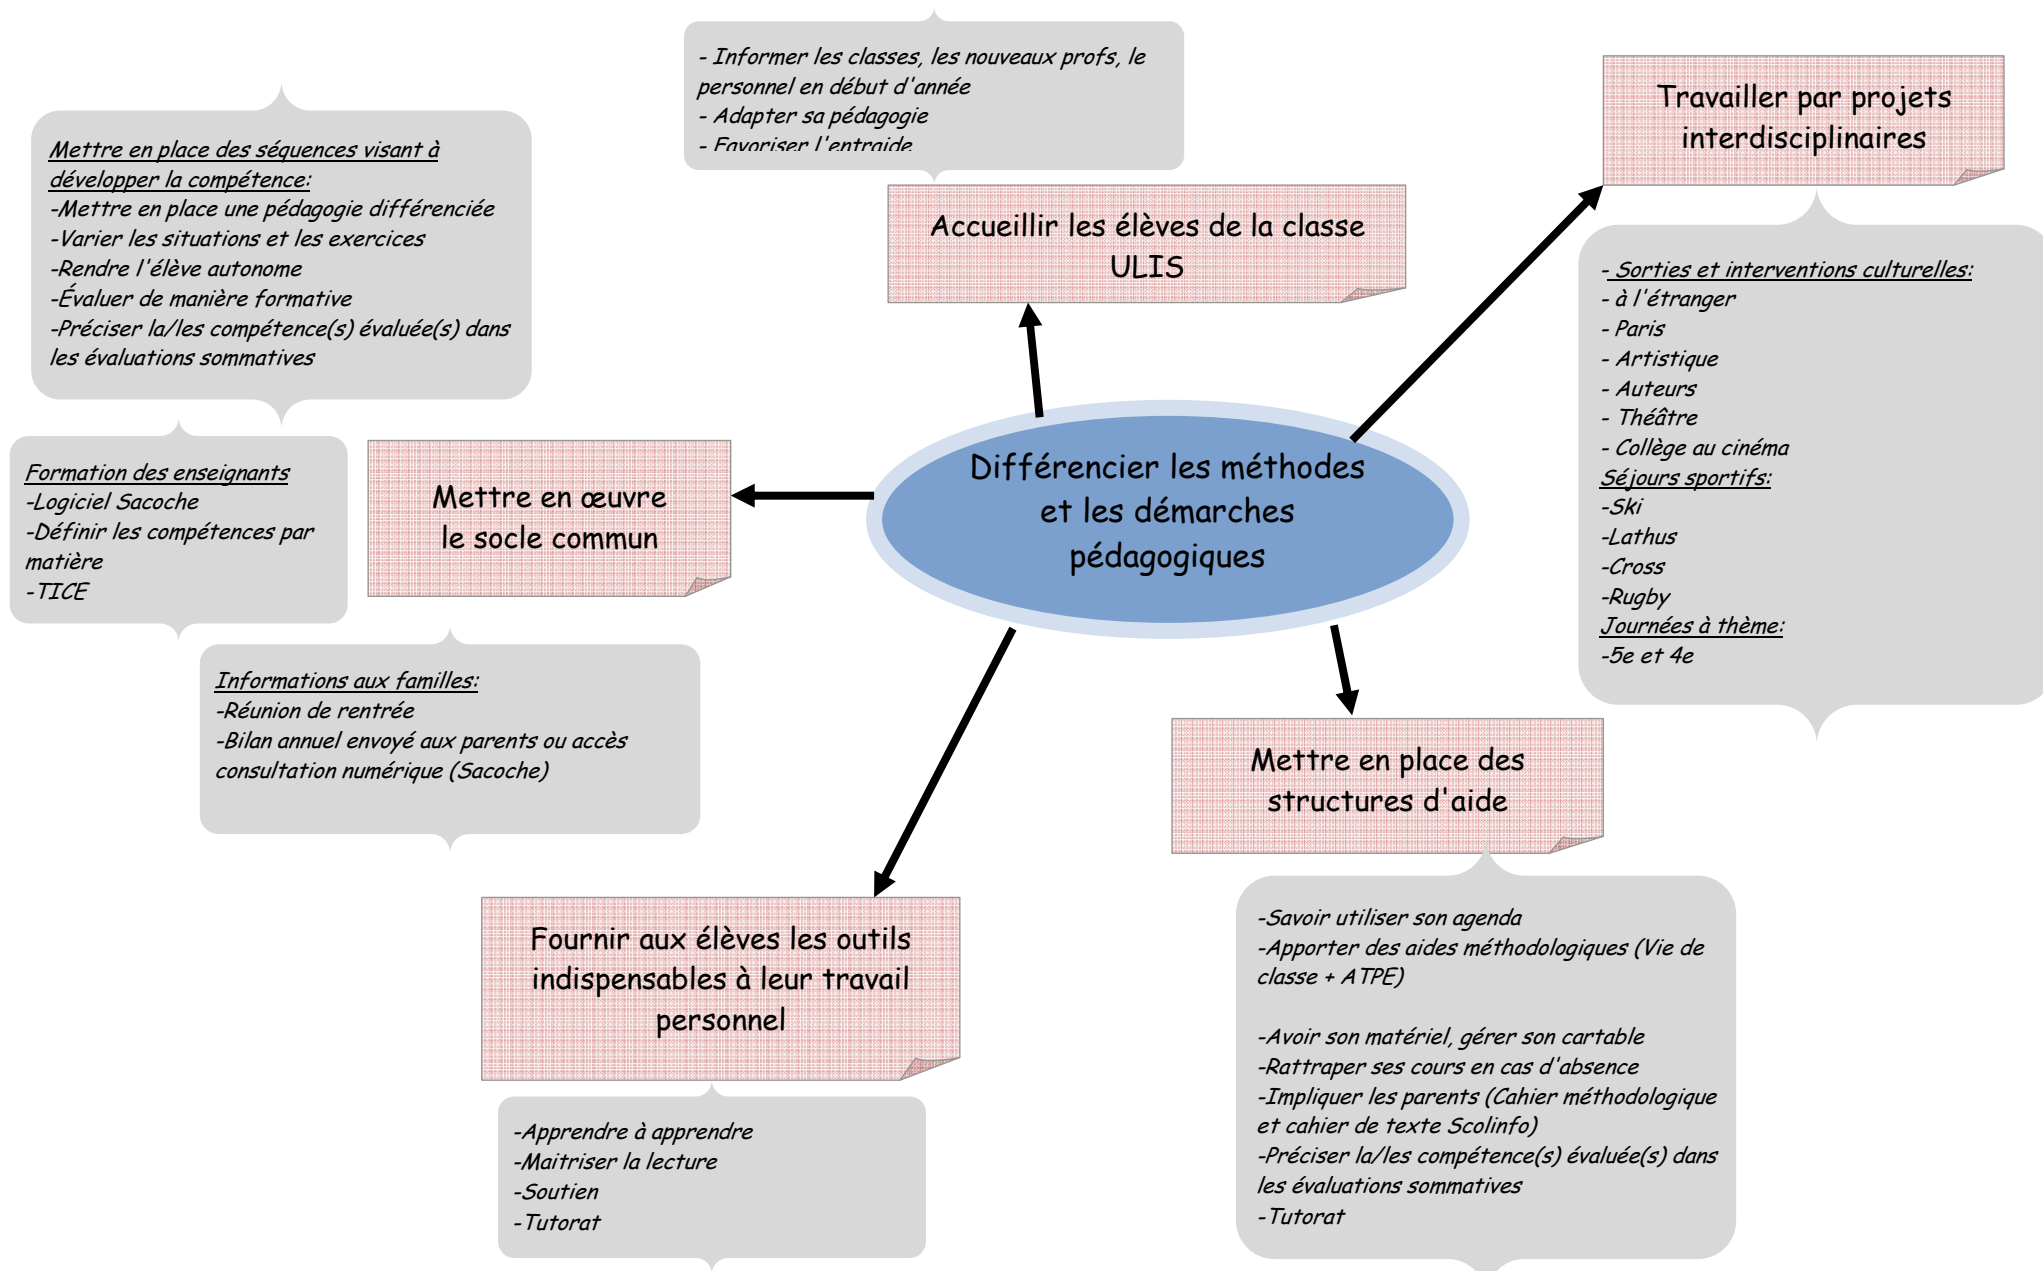 - Informer les classes, les nouveaux profs, le
personnel en début d'année
- Adapter sa pédagogie
- Favoriser l'entraide
Travailler par projets
interdisciplinaires
Mettre en place des séquences visant à
développer la compétence:
-Mettre en place une pédagogie différenciée
-Varier les situations et les exercices
-Rendre l'élève autonome
-Évaluer de manière formative
-Préciser la/les compétence(s) évaluée(s) dans
les évaluations sommatives
Accueillir les élèves de la classe
ULIS
- Sorties et interventions culturelles:
- à l'étranger
- Paris
- Artistique
- Auteurs
- Théâtre
- Collège au cinéma
Séjours sportifs:
-Ski
-Lathus
-Cross
-Rugby
Journées à thème:
-5e et 4e
Formation des enseignants
-Logiciel Sacoche
-Définir les compétences par
matière
-TICE
Mettre en œuvre
le socle commun
Différencier les méthodes
et les démarches
pédagogiques
Informations aux familles:
-Réunion de rentrée
-Bilan annuel envoyé aux parents ou accès
consultation numérique (Sacoche)
Mettre en place des
structures d'aide
Fournir aux élèves les outils
indispensables à leur travail
personnel
-Savoir utiliser son agenda
-Apporter des aides méthodologiques (Vie de
classe + ATPE)
-Avoir son matériel, gérer son cartable
-Rattraper ses cours en cas d'absence
-Impliquer les parents (Cahier méthodologique
et cahier de texte Scolinfo)
-Préciser la/les compétence(s) évaluée(s) dans
les évaluations sommatives
-Tutorat
-Apprendre à apprendre
-Maitriser la lecture
-Soutien
-Tutorat